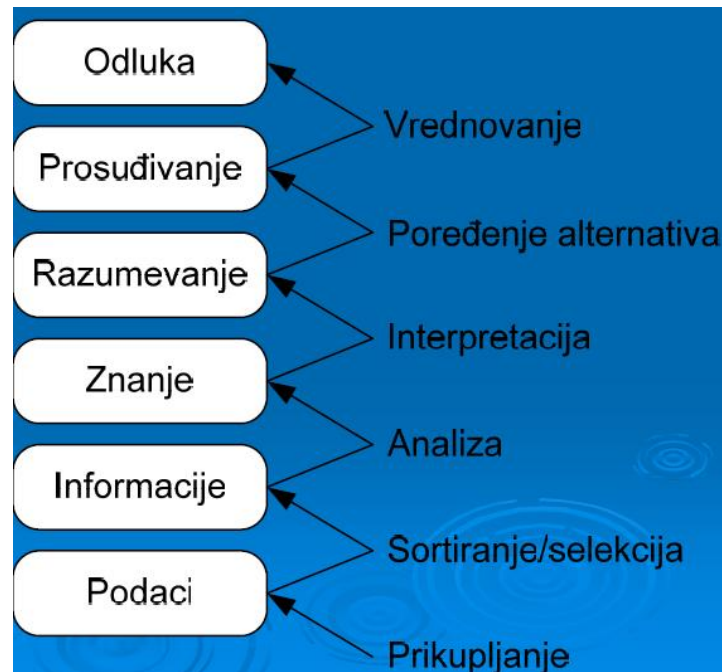 Odluka
Vrednovanje
Prosuđivanje
Poređenje alternativa
Razumevanje
Interpretacija
Znanje
Analiza
Informacije
Sortiranje/selekcija
Podaci
Prikupljanje